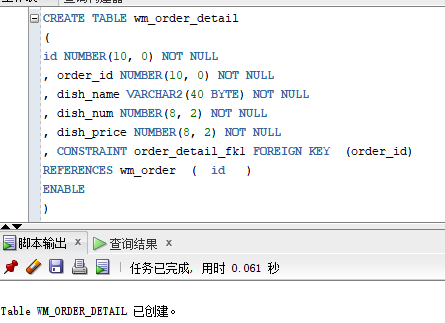 CREATE TABLE wm_order_detail
(
id NUMBER(10, 0) NOT NULL
, order_id NUMBER(10, 0) NOT NULL
, dish_name VARCHAR2(40 BYTE) NOT NULL
, dish_num NUMBER(8, 2) NOT NULL
, dish_price NUMBER(8, 2) NOT NULL
, CONSTRAINT order_detail_fk1 FOREIGN KEY (order_id)
REFERENCES wm_order ( id )
ENABLE
)
脚本输出 x 查询结果 x
任务已完成, 用时 0.061 秒
Table WM_ORDER_DETAIL 已创建。